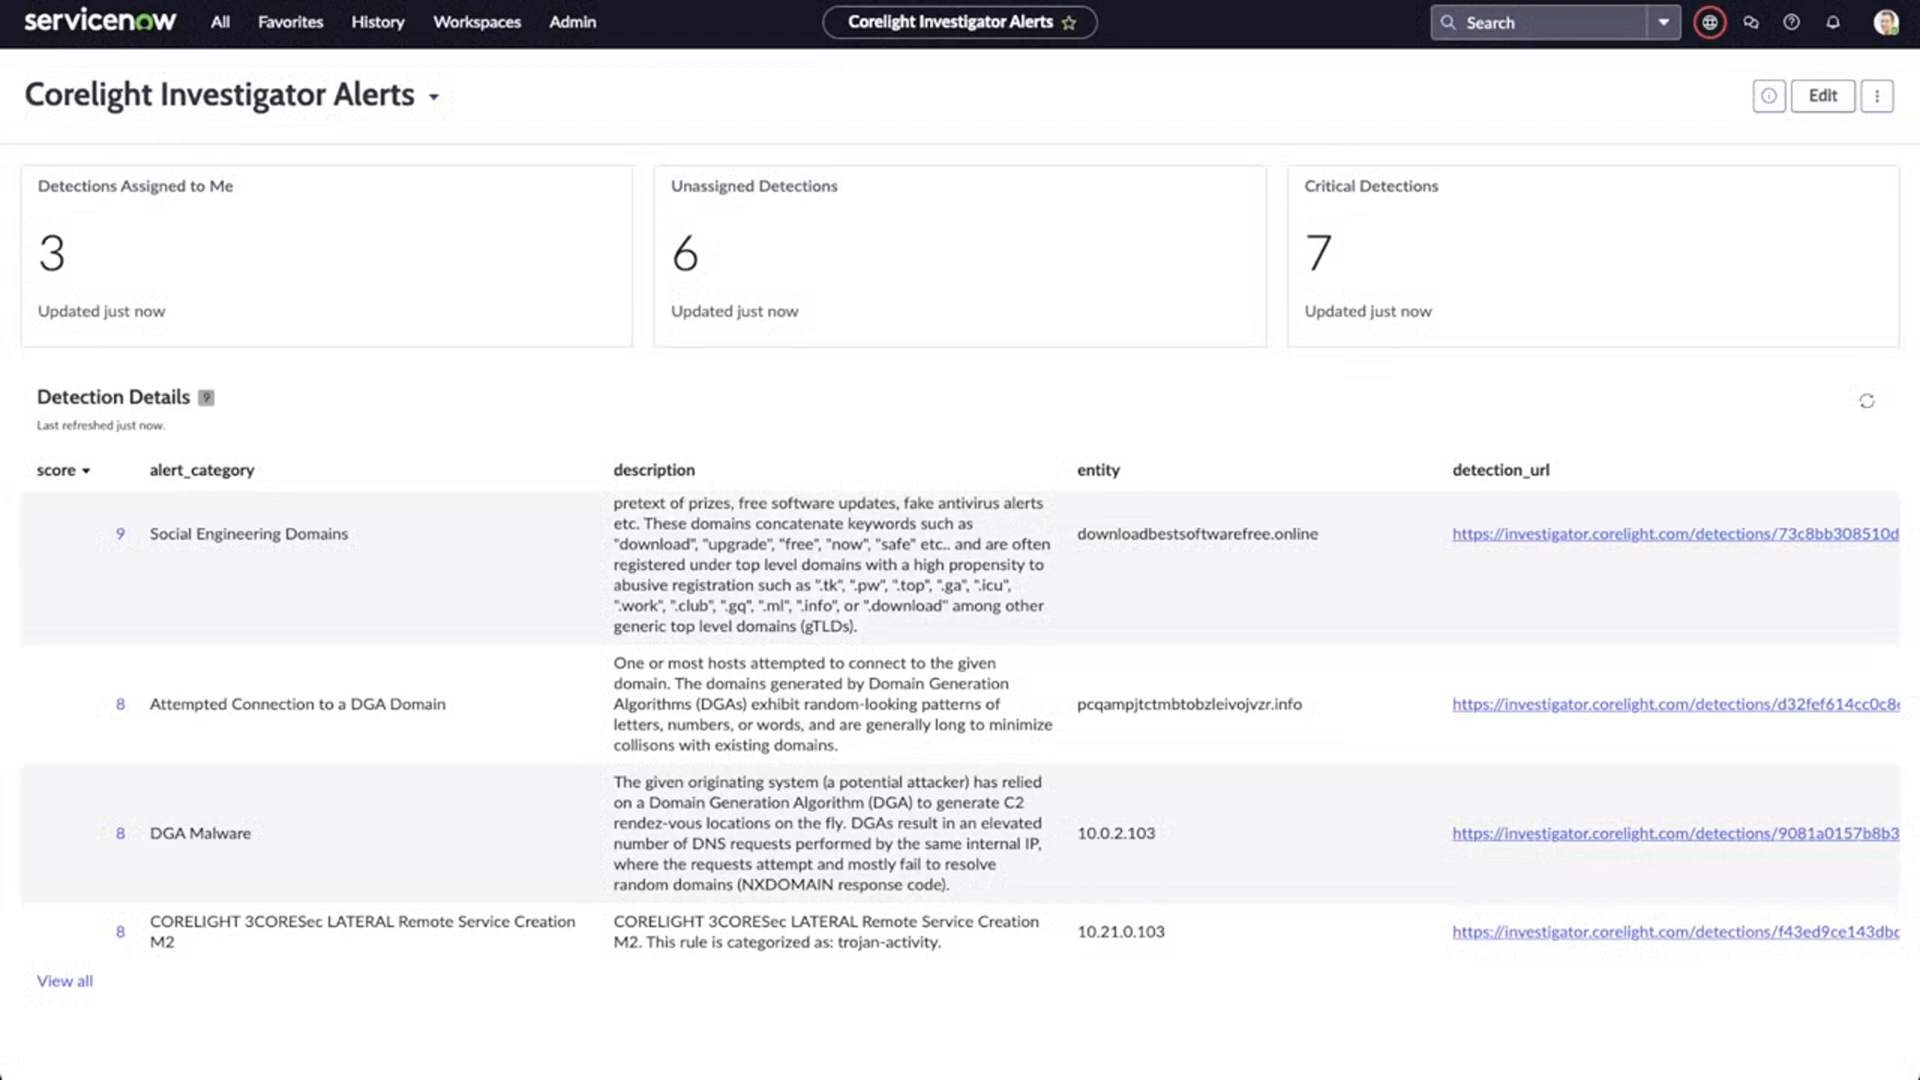 servicenow All Favorites History Workspaces Admin Corelight Investigator Alerts Search
Corelight Investigator Alerts
Edit
Detections Assigned to Me
3
Updated just now
Unassigned Detections
6
Updated just now
Critical Detections
7
Updated just now
Detection Details 9
Last refreshed just now.
score alert_category description entity detection_url
9 Social Engineering Domains
pretext of prizes, free software updates, fake antivirus alerts
etc. These domains concatenate keywords such as
"download", "upgrade", "free", "now", "safe" etc.. and are often
registered under top level domains with a high propensity to
abusive registration such as ".tk", ".pw", ".top", ".ga", ".icu",
".work", ".club", ".gq", ".ml", ".info", or ".download" among other
generic top level domains (gTLDs).
downloadbestsoftwarefree.online
https://investigator.corelight.com/detections/73c8bb308510d
8 Attempted Connection to a DGA Domain
One or most hosts attempted to connect to the given
domain. The domains generated by Domain Generation
Algorithms (DGAs) exhibit random-looking patterns of
letters, numbers, or words, and are generally long to minimize
collisons with existing domains.
pcqampjtctmbtobzleivojvzr.info
https://investigator.corelight.com/detections/d32fef614cc0c8
8 DGA Malware
The given originating system (a potential attacker) has relied
on a Domain Generation Algorithm (DGA) to generate C2
rendez-vous locations on the fly. DGAs result in an elevated
number of DNS requests performed by the same internal IP,
where the requests attempt and mostly fail to resolve
random domains (NXDOMAIN response code).
10.0.2.103
https://investigator.corelight.com/detections/9081a0157b8b3
8 CORELIGHT 3CORESec LATERAL Remote Service Creation
M2
CORELIGHT 3CORESec LATERAL Remote Service Creation
M2. This rule is categorized as: trojan-activity.
10.21.0.103
https://investigator.corelight.com/detections/f43ed9ce143dbc
View all